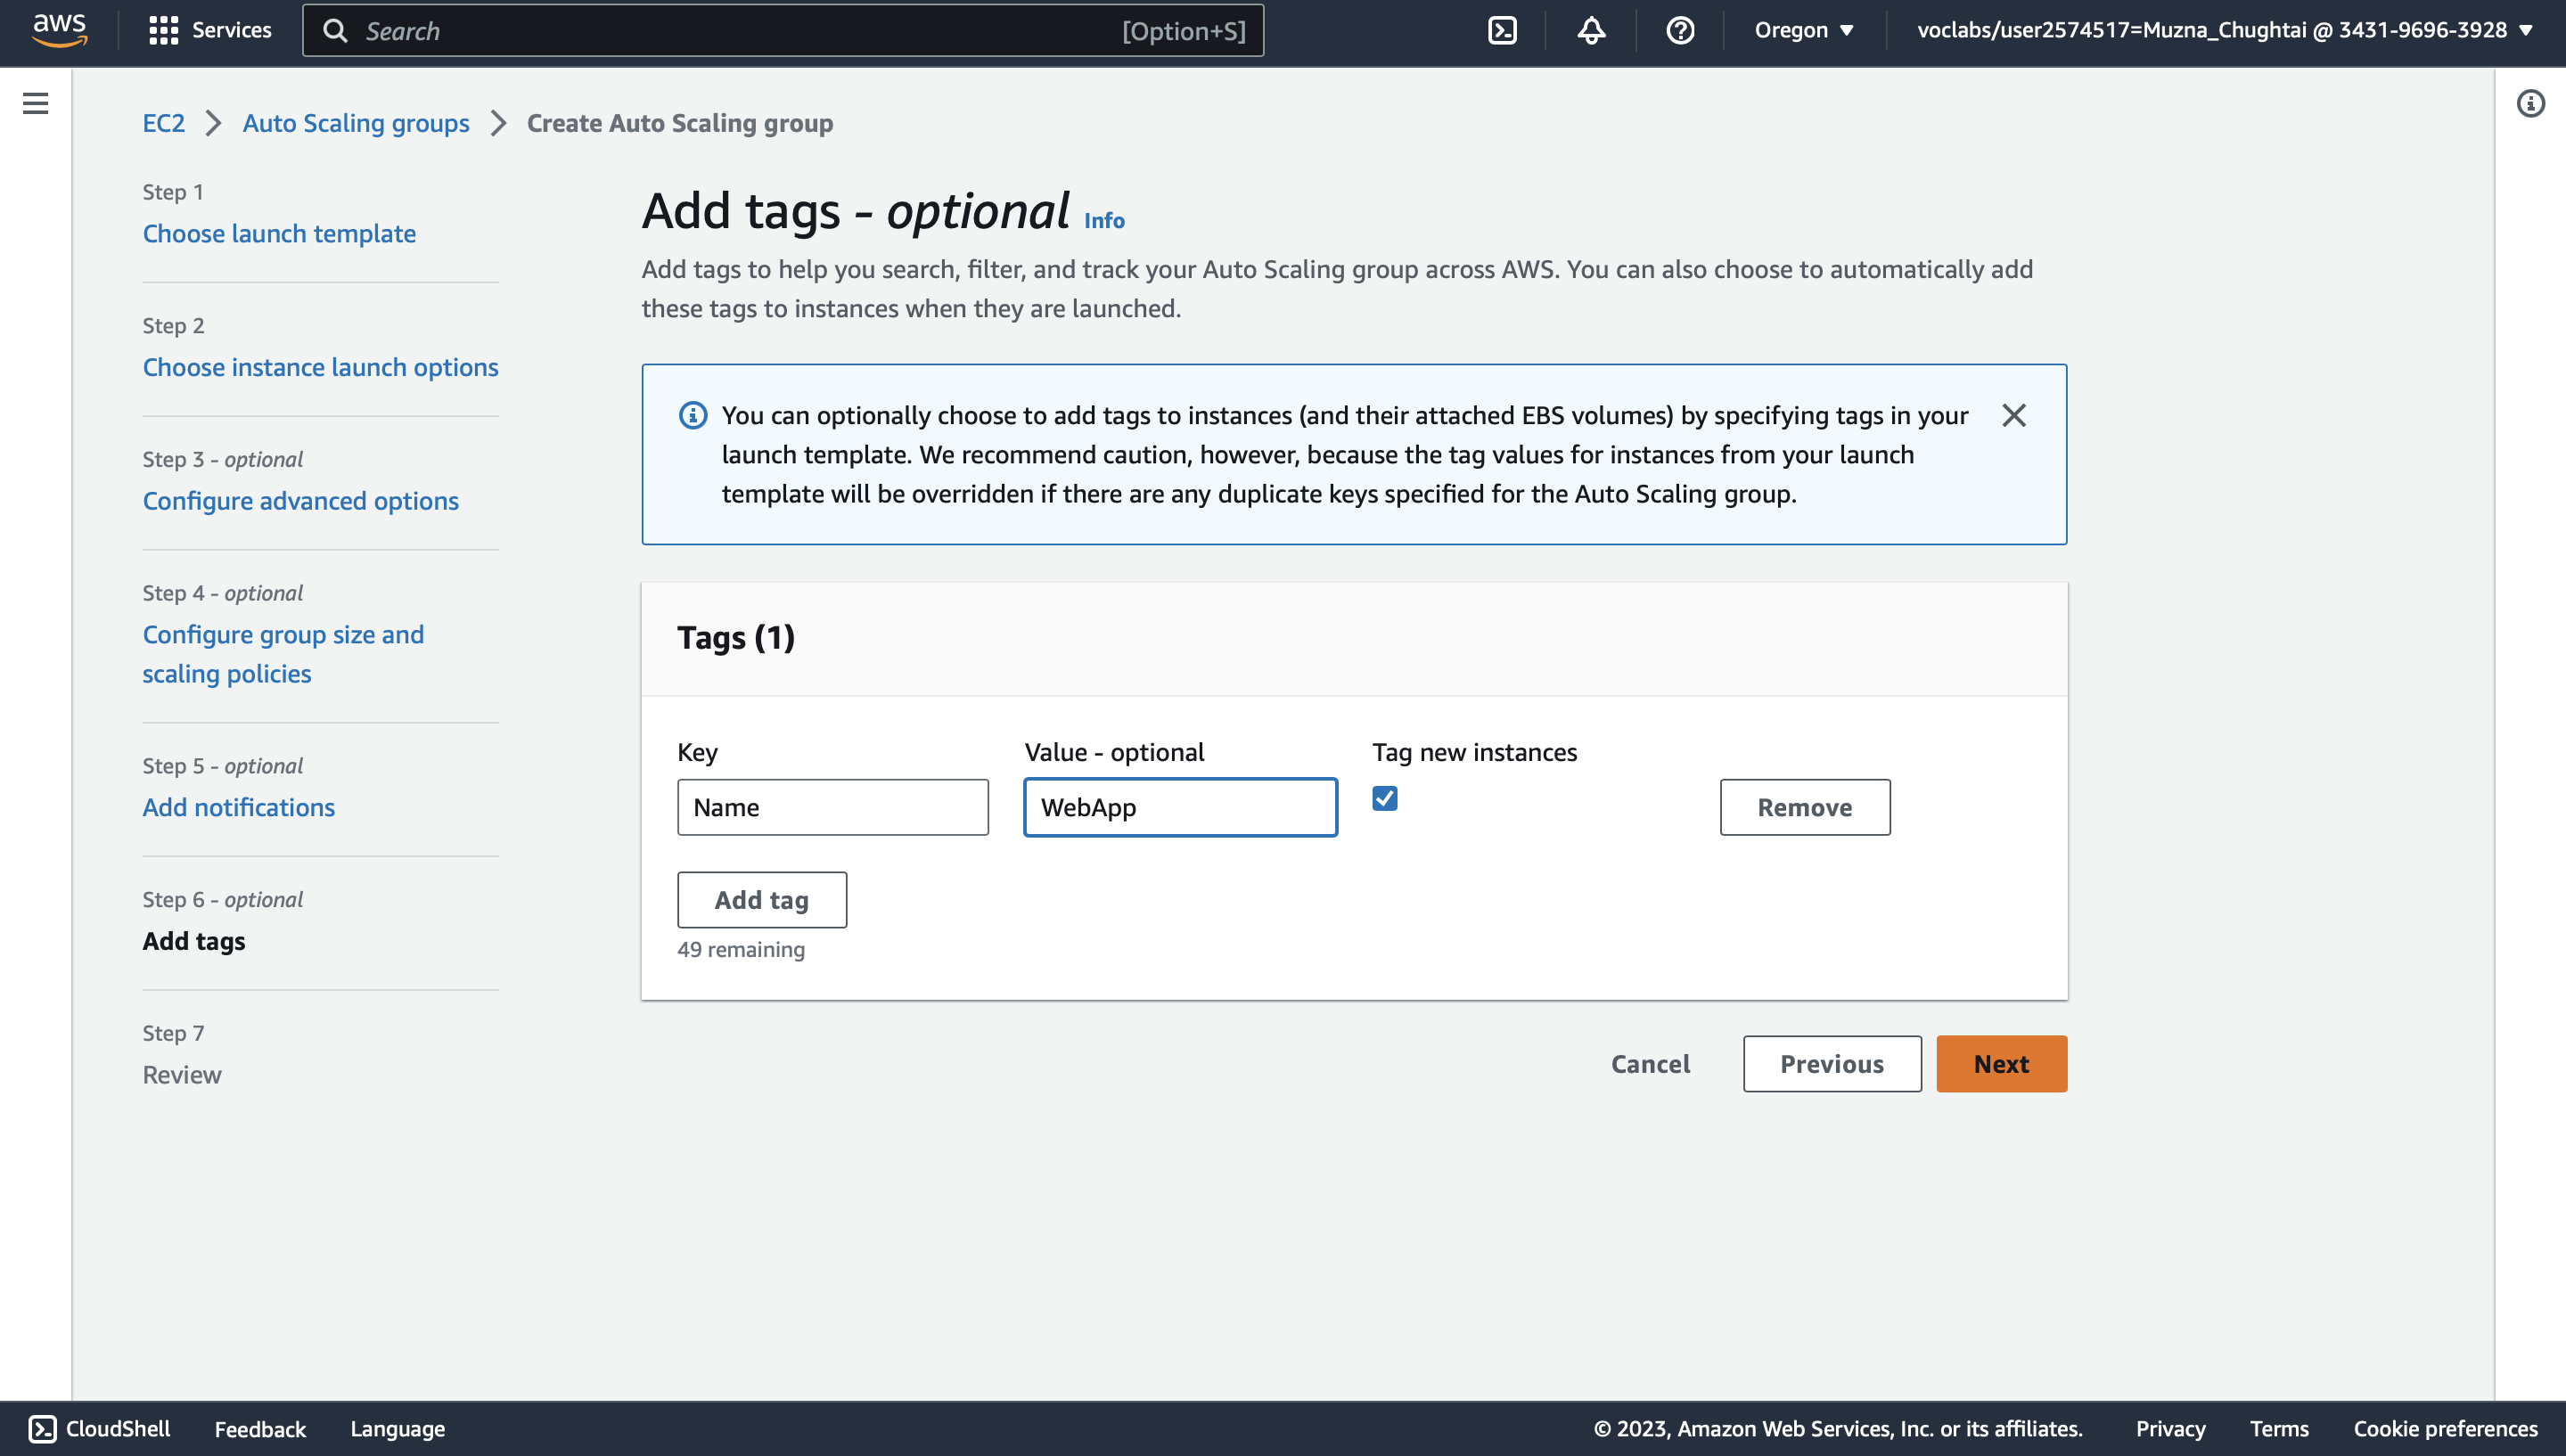 aws
Services
Search
[Option+S]
Oregon
voclabs/user2574517=Muzna_Chughtai @ 3431-9696-3928
EC2
Auto Scaling groups
Create Auto Scaling group
Step 1
Choose launch template
Step 2
Choose instance launch options
Step 3 - optional
Configure advanced options
Step 4 - optional
Configure group size and
scaling policies
Step 5 - optional
Add notifications
Step 6 - optional
Add tags
Step 7
Review
Add tags - optional Info
Add tags to help you search, filter, and track your Auto Scaling group across AWS. You can also choose to automatically add
these tags to instances when they are launched.
You can optionally choose to add tags to instances (and their attached EBS volumes) by specifying tags in your
launch template. We recommend caution, however, because the tag values for instances from your launch
template will be overridden if there are any duplicate keys specified for the Auto Scaling group.
Tags (1)
Key
Value - optional
Tag new instances
Name
WebApp
Remove
Add tag
49 remaining
Cancel
Previous
Next
CloudShell
Feedback
Language
© 2023, Amazon Web Services, Inc. or its affiliates.
Privacy
Terms
Cookie preferences